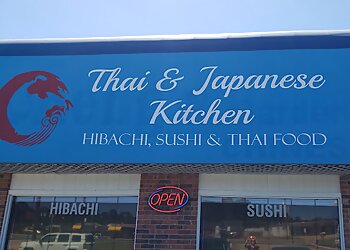 Thai & Japanese
Kitchen
HIBACHI, SUSHI & THAI FOOD
HIBACHI
OPEN
SUSHI